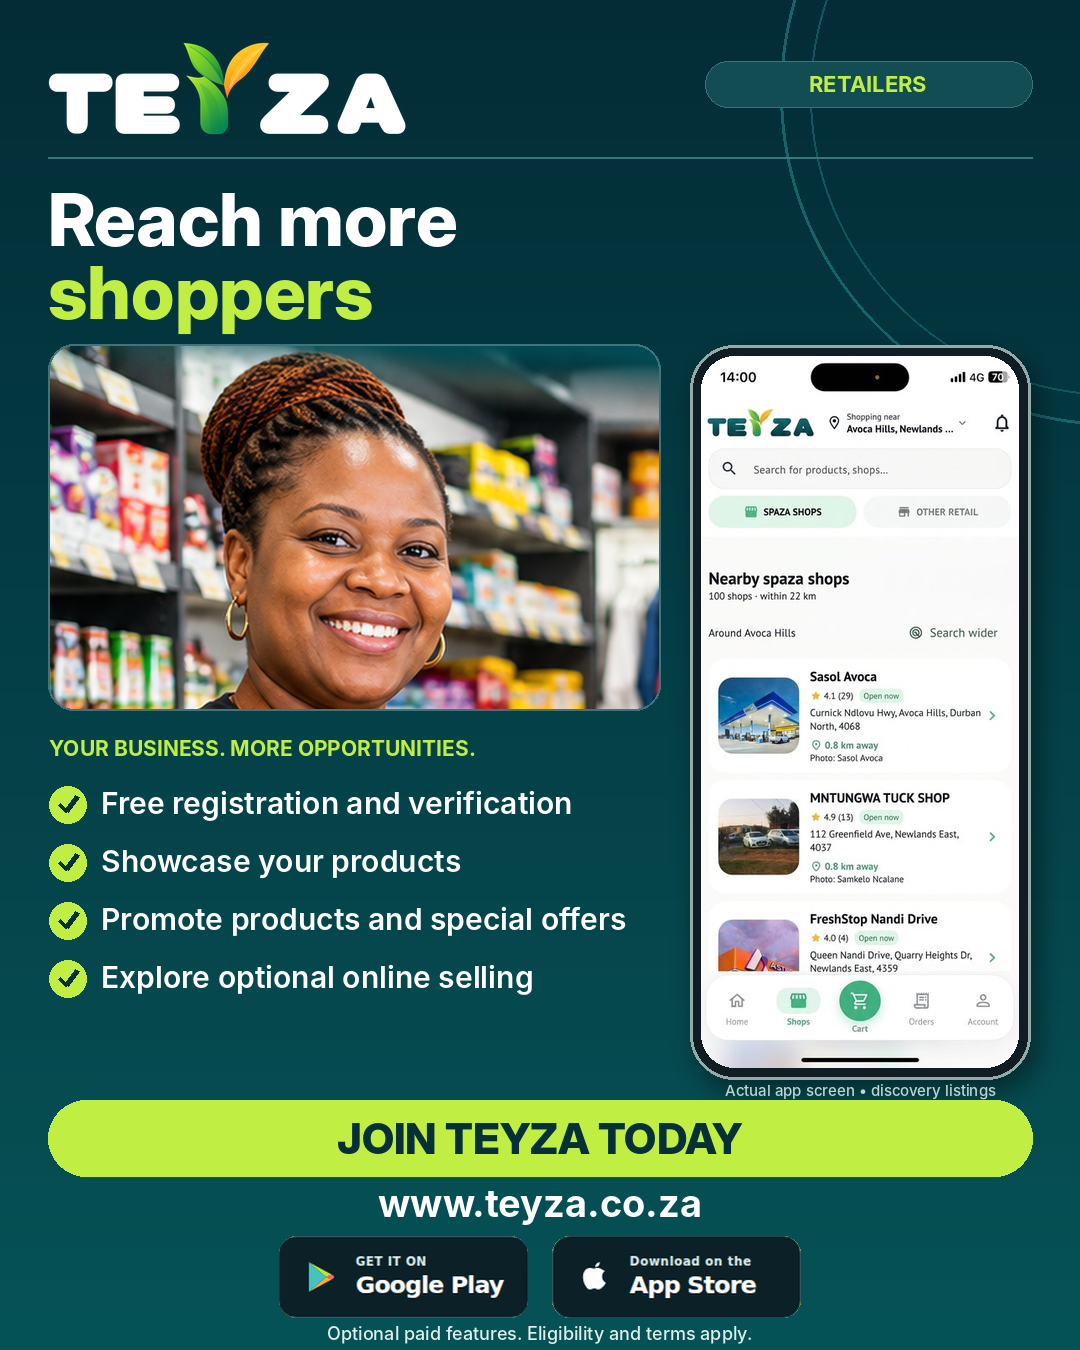 TEYZA
RETAILERS
Reach more
shoppers
14:00
4G 70
TEYZA
Shopping near
Avoca Hills, Newlands ...
Search for products, shops...
SPAZA SHOPS
OTHER RETAIL
Nearby spaza shops
100 shops · within 22 km
Around Avoca Hills
Search wider
Sasol Avoca
4.1 (29) Open now
Curnick Ndlovu Hwy, Avoca Hills, Durban
North, 4068
0.8 km away
Photo: Sasol Avoca
MNTUNGWA TUCK SHOP
4.9 (13) Open now
112 Greenfield Ave, Newlands East,
4037
0.8 km away
Photo: Samkelo Ncalane
FreshStop Nandi Drive
4.0 (4) Open now
Queen Nandi Drive, Quarry Heights Dr,
Newlands East, 4359
Home
Shops
Cart
Orders
Account
Actual app screen • discovery listings
YOUR BUSINESS. MORE OPPORTUNITIES.
Free registration and verification
Showcase your products
Promote products and special offers
Explore optional online selling
JOIN TEYZA TODAY
www.teyza.co.za
GET IT ON
Google Play
Download on the
App Store
Optional paid features. Eligibility and terms apply.